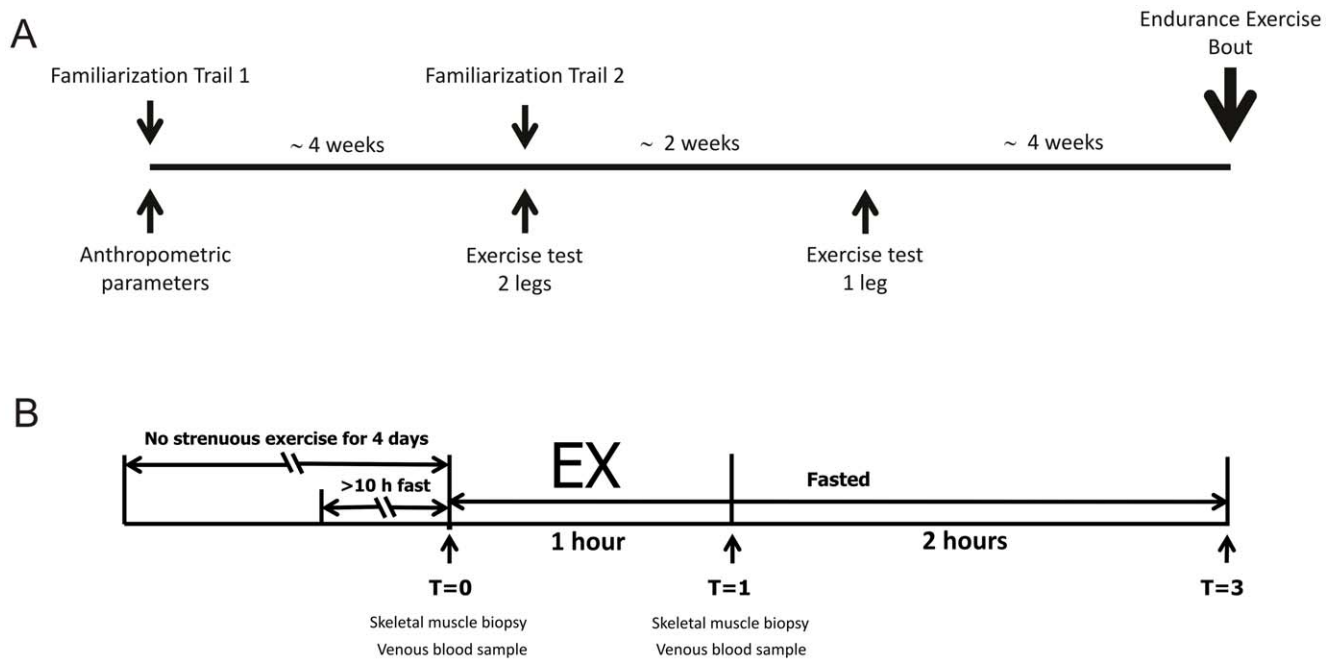 A
Endurance Exercise
Bout
Familiarization Trail 1
Familiarization Trail 2
~ 4 weeks
~ 2 weeks
~ 4 weeks
Anthropometric
parameters
Exercise test
2 legs
Exercise test
1 leg
B
No strenuous exercise for 4 days
EX
>10 h fast
Fasted
1 hour
2 hours
T=0
T=1
T=3
Skeletal muscle biopsy
Skeletal muscle biopsy
Venous blood sample
Venous blood sample